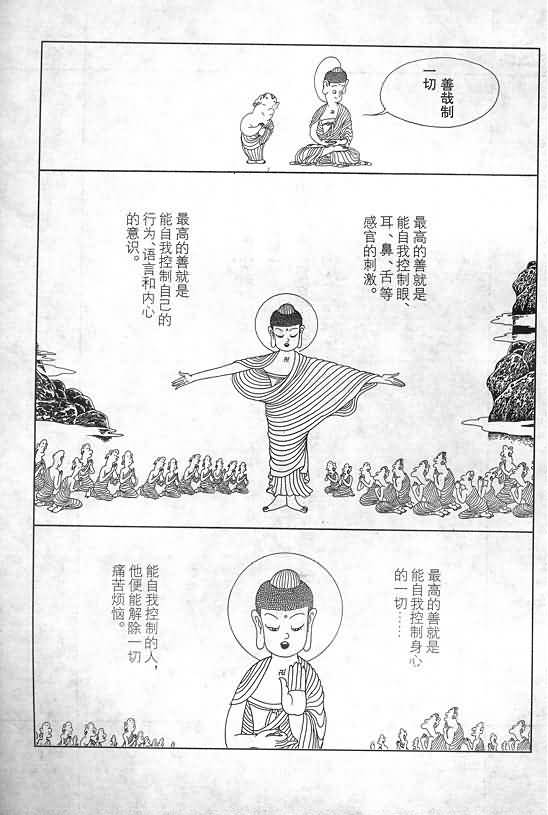 善哉制
一切
最高的善就是
能自我控制眼、
耳、鼻、舌等
感官的刺激。
最高的善就是
能自我控制自己的
行为、语言和内心
的意识。
最高的善就是
能自我控制身心
的一切……
能自我控制的人，
他便能解除一切
痛苦烦恼。